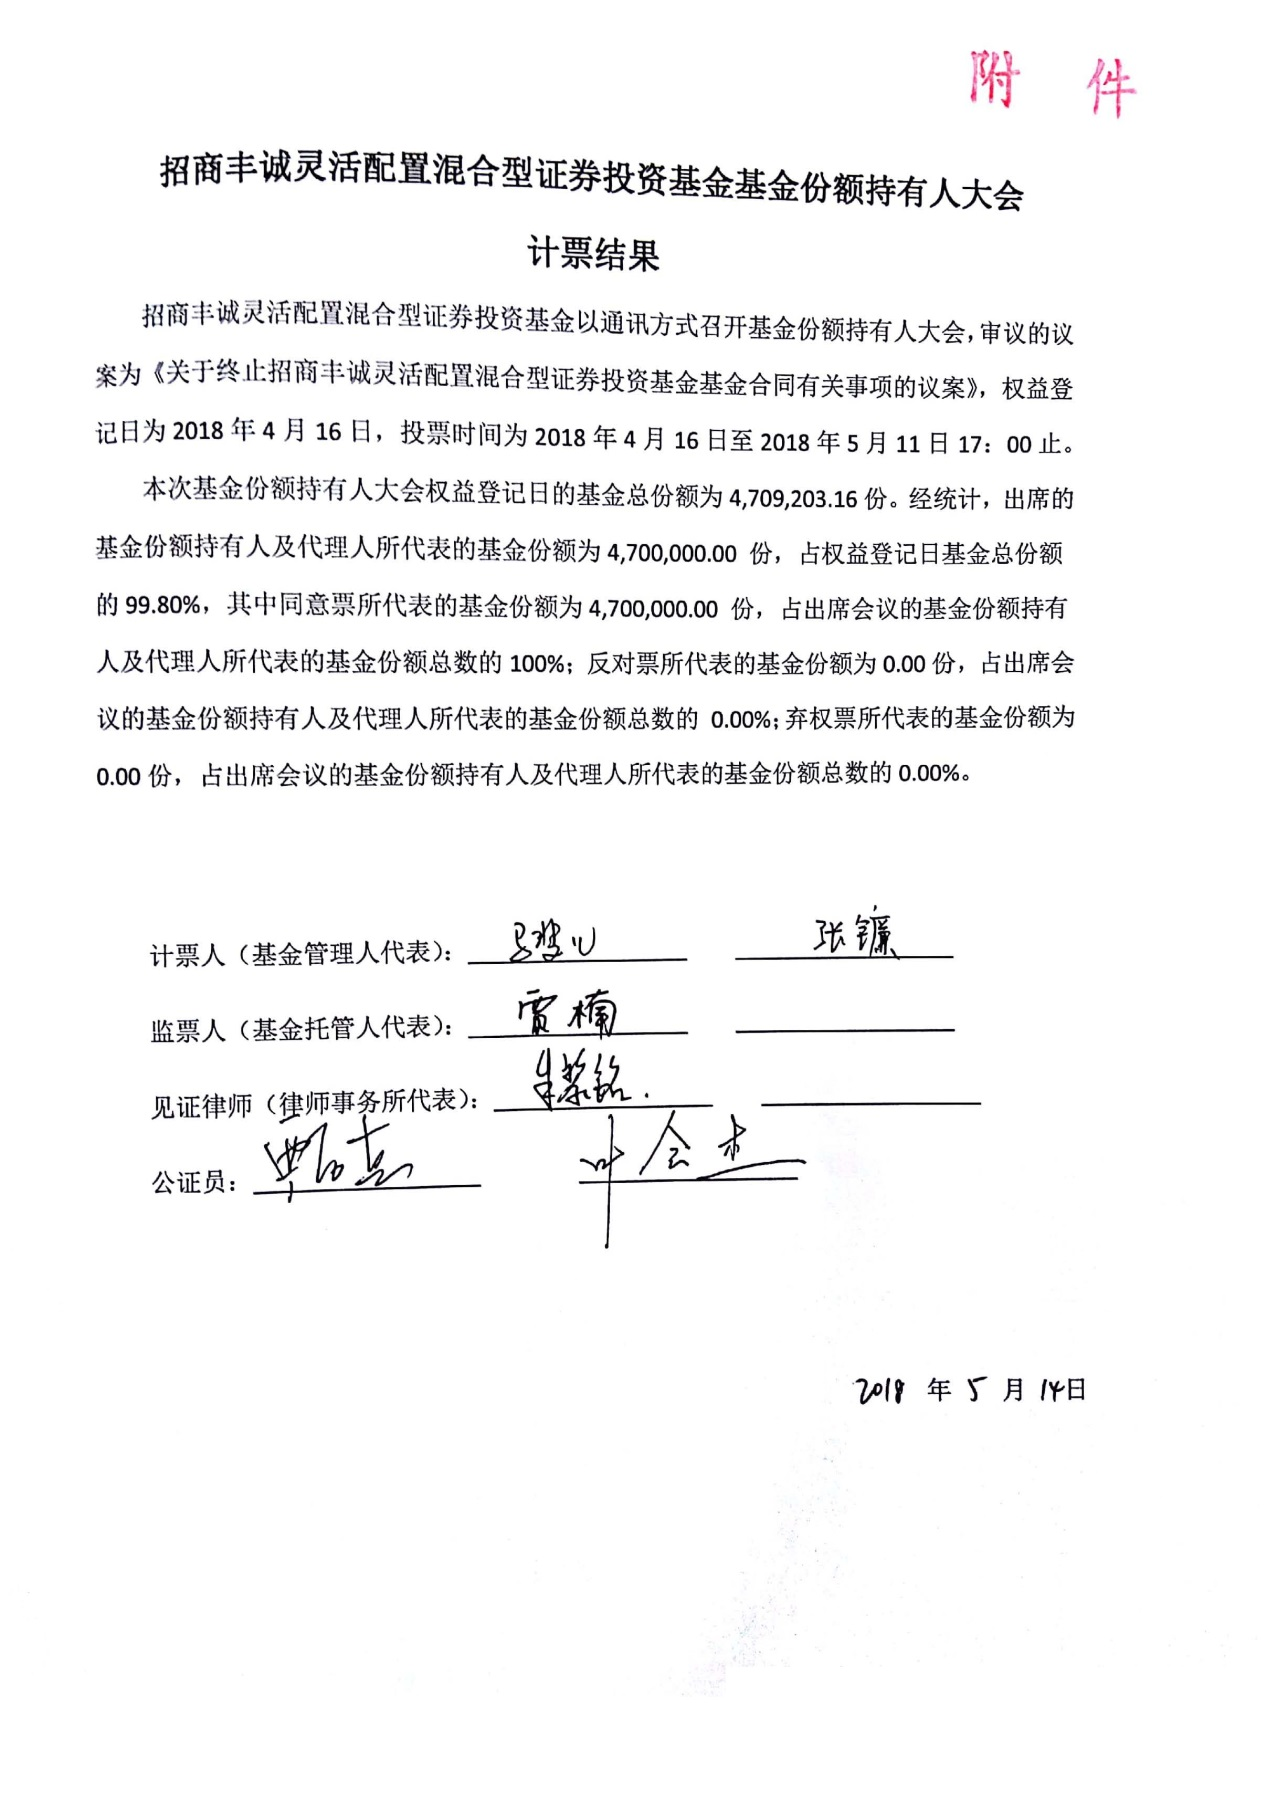 附 件
招商丰诚灵活配置混合型证券投资基金基金份额持有人大会
计票结果
招商丰诚灵活配置混合型证券投资基金以通讯方式召开基金份额持有人大会，审议的议
案为《关于终止招商丰诚灵活配置混合型证券投资基金基金合同有关事项的议案》，权益登
记日为 2018 年 4 月 16 日，投票时间为 2018 年 4 月 16 日至 2018 年 5 月 11 日 17：00 止。
本次基金份额持有人大会权益登记日的基金总份额为 4,709,203.16 份。经统计，出席的
基金份额持有人及代理人所代表的基金份额为 4,700,000.00 份，占权益登记日基金总份额
的 99.80%，其中同意票所代表的基金份额为 4,700,000.00 份，占出席会议的基金份额持有
人及代理人所代表的基金份额总数的 100%；反对票所代表的基金份额为 0.00 份，占出席会
议的基金份额持有人及代理人所代表的基金份额总数的 0.00%；弃权票所代表的基金份额为
0.00 份，占出席会议的基金份额持有人及代理人所代表的基金份额总数的 0.00%。
计票人（基金管理人代表）： 张镰
监票人（基金托管人代表）： 贾楠
见证律师（律师事务所代表）：
公证员：
2018 年 5 月 14 日